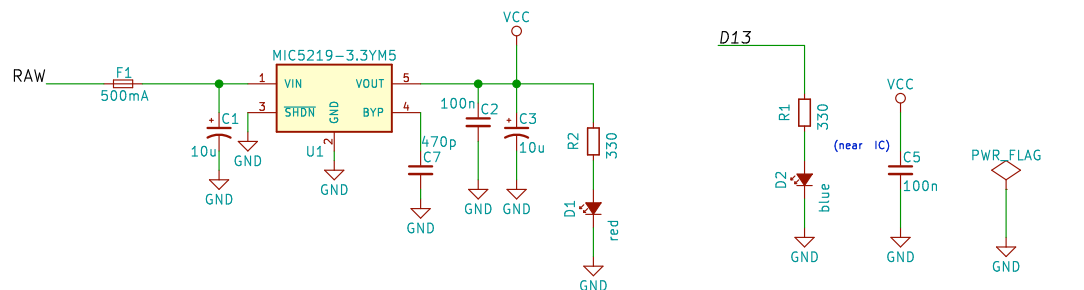 VCC
D13
MIC5219-3.3YM5
RAW
F1
500mA
1
VIN
VOUT
5
3
SHDN
GND
BYP
4
2
U1
GND
GND
C1
10u
GND
470p
C7
GND
100n
C2
GND
C3
10u
GND
R2
330
D1
red
GND
R1
330
D2
blue
GND
(near IC)
VCC
C5
100n
GND
PWR_FLAG
GND